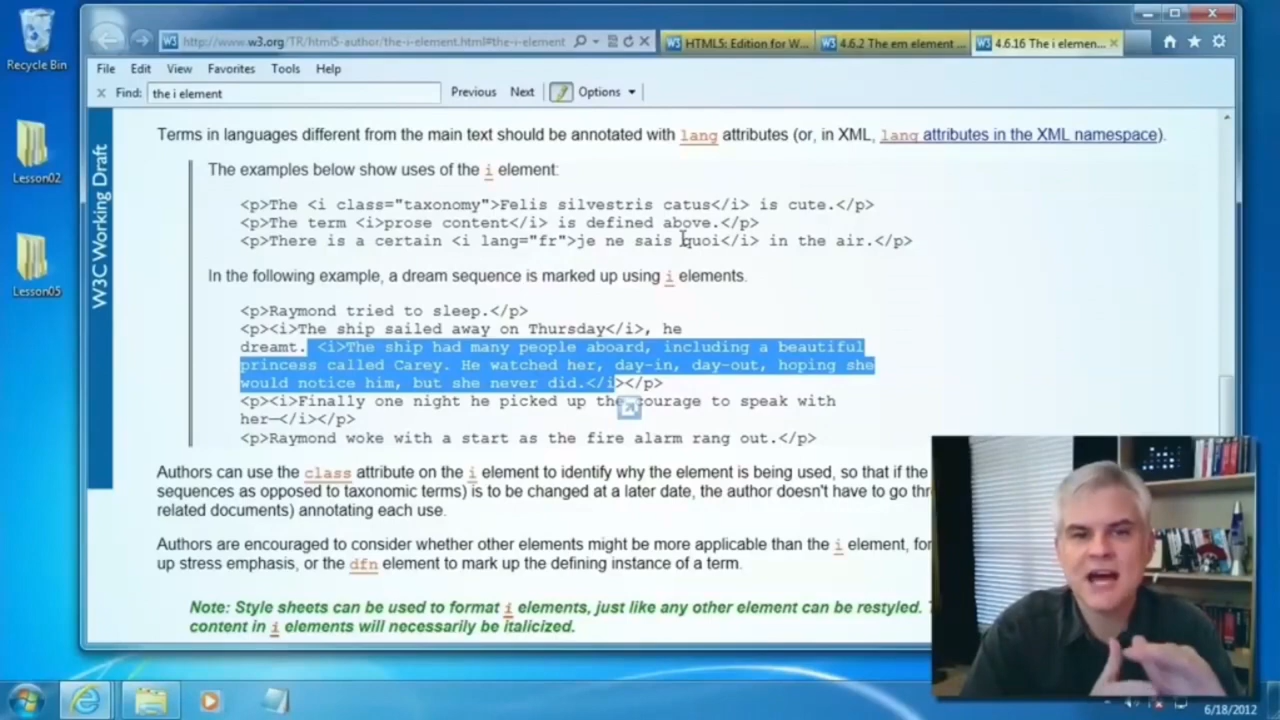 Recycle Bin
Lesson02
Lesson05
http://www.w3.org/TR/html5-author/the-i-element.html#the-i-element
HTML5: Edition for W...
4.6.2 The em element ...
4.6.16 The i elemen...
File Edit View Favorites Tools Help
Find: the i element Previous Next Options
W3C Working Draft
Terms in languages different from the main text should be annotated with lang attributes (or, in XML, lang attributes in the XML namespace).
The examples below show uses of the i element:
<p>The <i class="taxonomy">Felis silvestris catus</i> is cute.</p>
<p>The term <i>prose content</i> is defined above.</p>
<p>There is a certain <i lang="fr">je ne sais quoi</i> in the air.</p>
In the following example, a dream sequence is marked up using i elements.
<p>Raymond tried to sleep.</p>
<p><i>The ship sailed away on Thursday</i>, he
dreamt. <i>The ship had many people aboard, including a beautiful
princess called Carey. He watched her, day-in, day-out, hoping she
would notice him, but she never did.</i></p>
<p><i>Finally one night he picked up the courage to speak with
her—</i></p>
<p>Raymond woke with a start as the fire alarm rang out.</p>
Authors can use the class attribute on the i element to identify why the element is being used, so that if the
sequences as opposed to taxonomic terms) is to be changed at a later date, the author doesn't have to go
related documents) annotating each use.
Authors are encouraged to consider whether other elements might be more applicable than the i element,
up stress emphasis, or the dfn element to mark up the defining instance of a term.
Note: Style sheets can be used to format i elements, just like any other element can be restyled.
content in i elements will necessarily be italicized.
6/18/2012